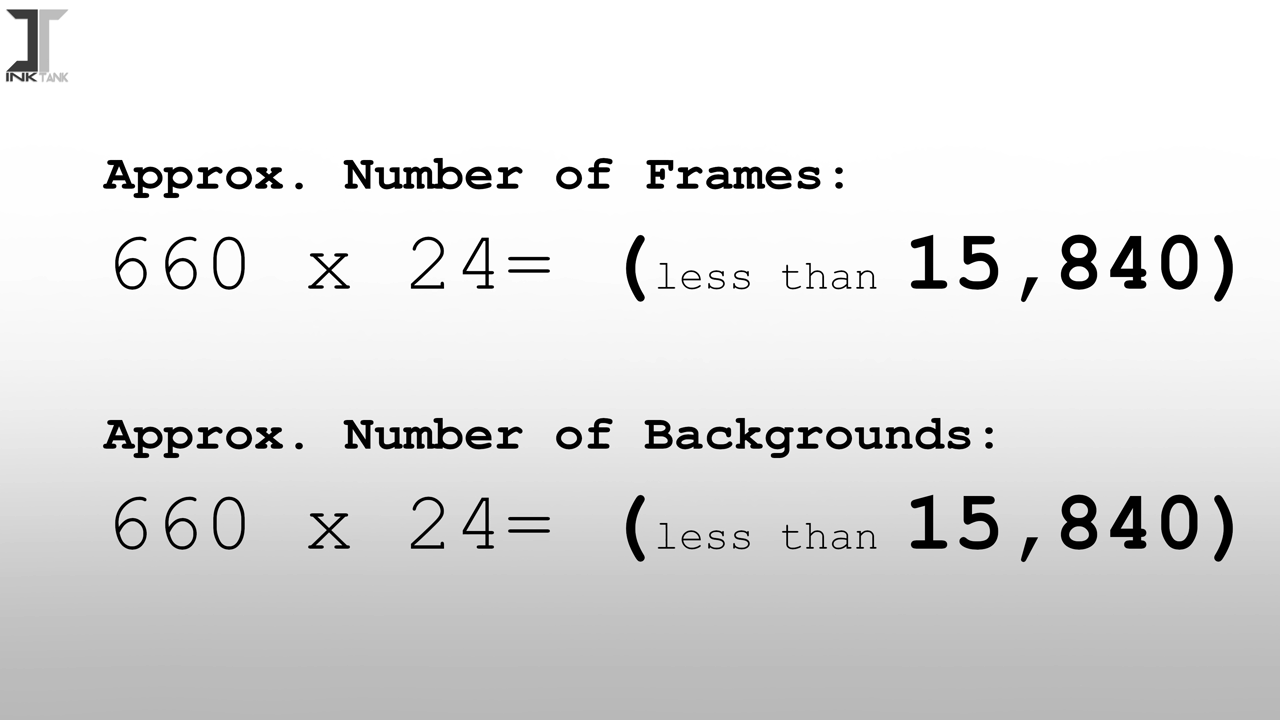 INK TANK
Approx. Number of Frames:
660 x 24= (less than 15,840)
Approx. Number of Backgrounds:
660 x 24= (less than 15,840)